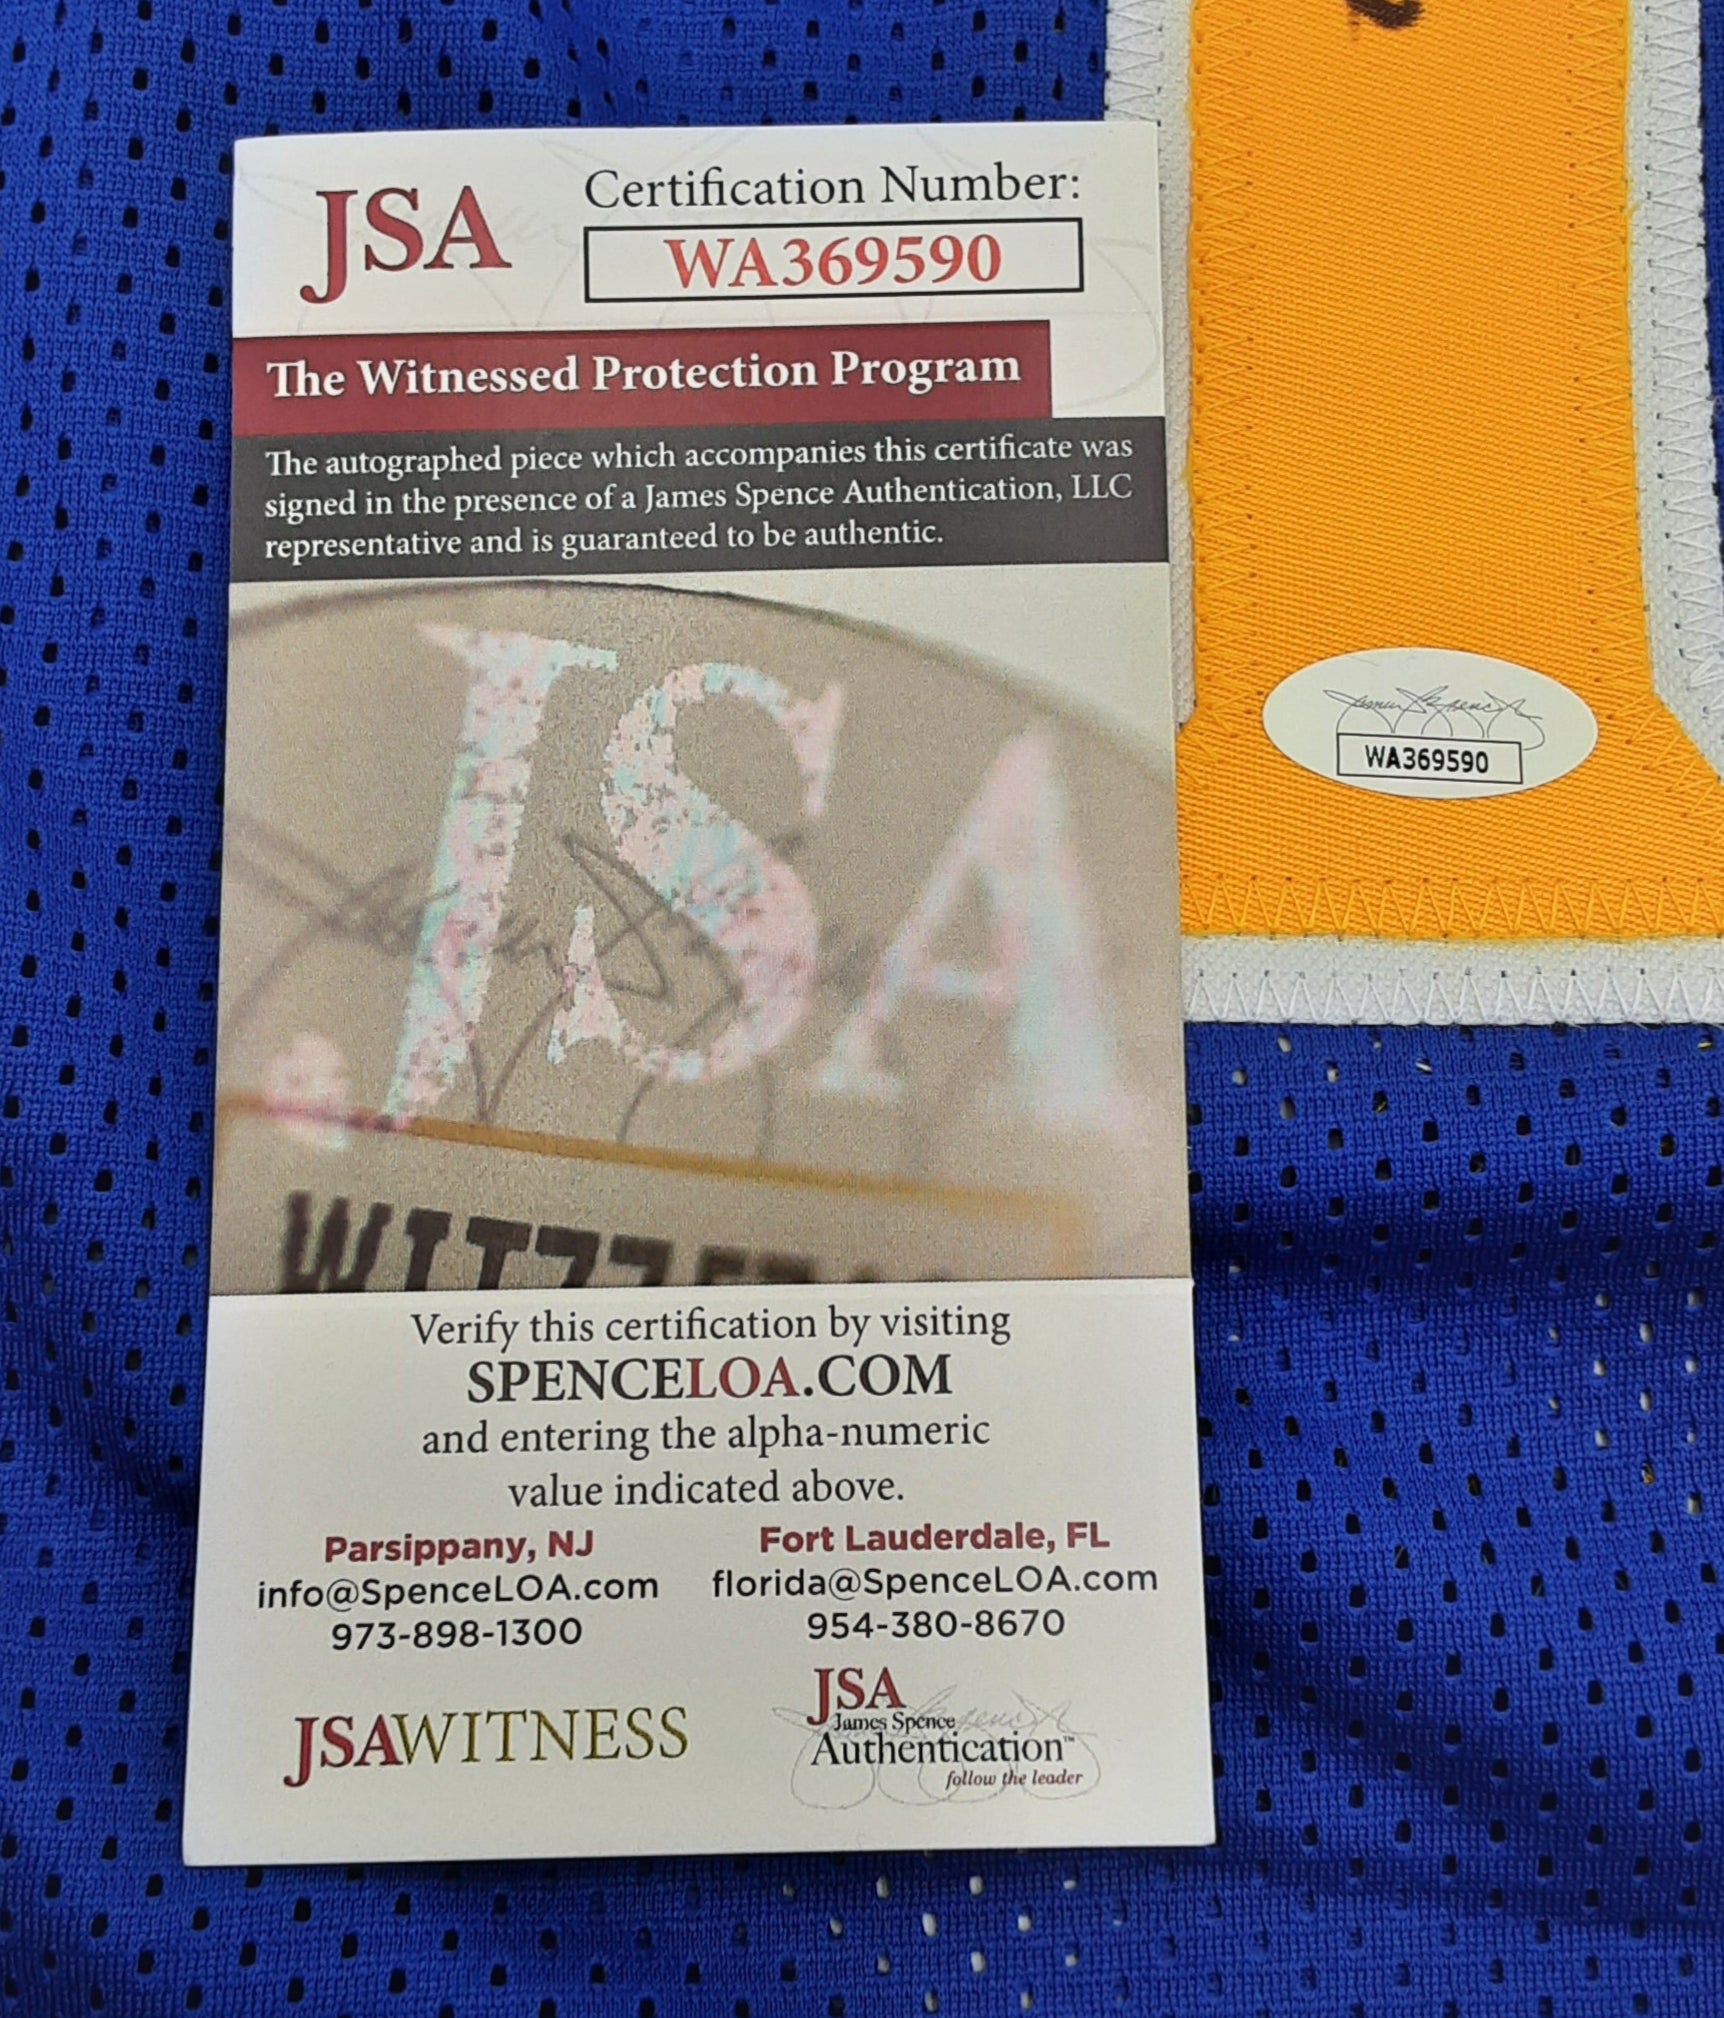 JSA
Certification Number:
WA369590
The Witnessed Protection Program
The autographed piece which accompanies this certificate was
signed in the presence of a James Spence Authentication, LLC
representative and is guaranteed to be authentic.
JSA
Verify this certification by visiting
SPENCELOA.COM
and entering the alpha-numeric
value indicated above.
Parsippany, NJ
info@SpenceLOA.com
973-898-1300
Fort Lauderdale, FL
florida@SpenceLOA.com
954-380-8670
JSAWITNESS
JSA
James Spence
Authentication™
follow the leader
WA369590